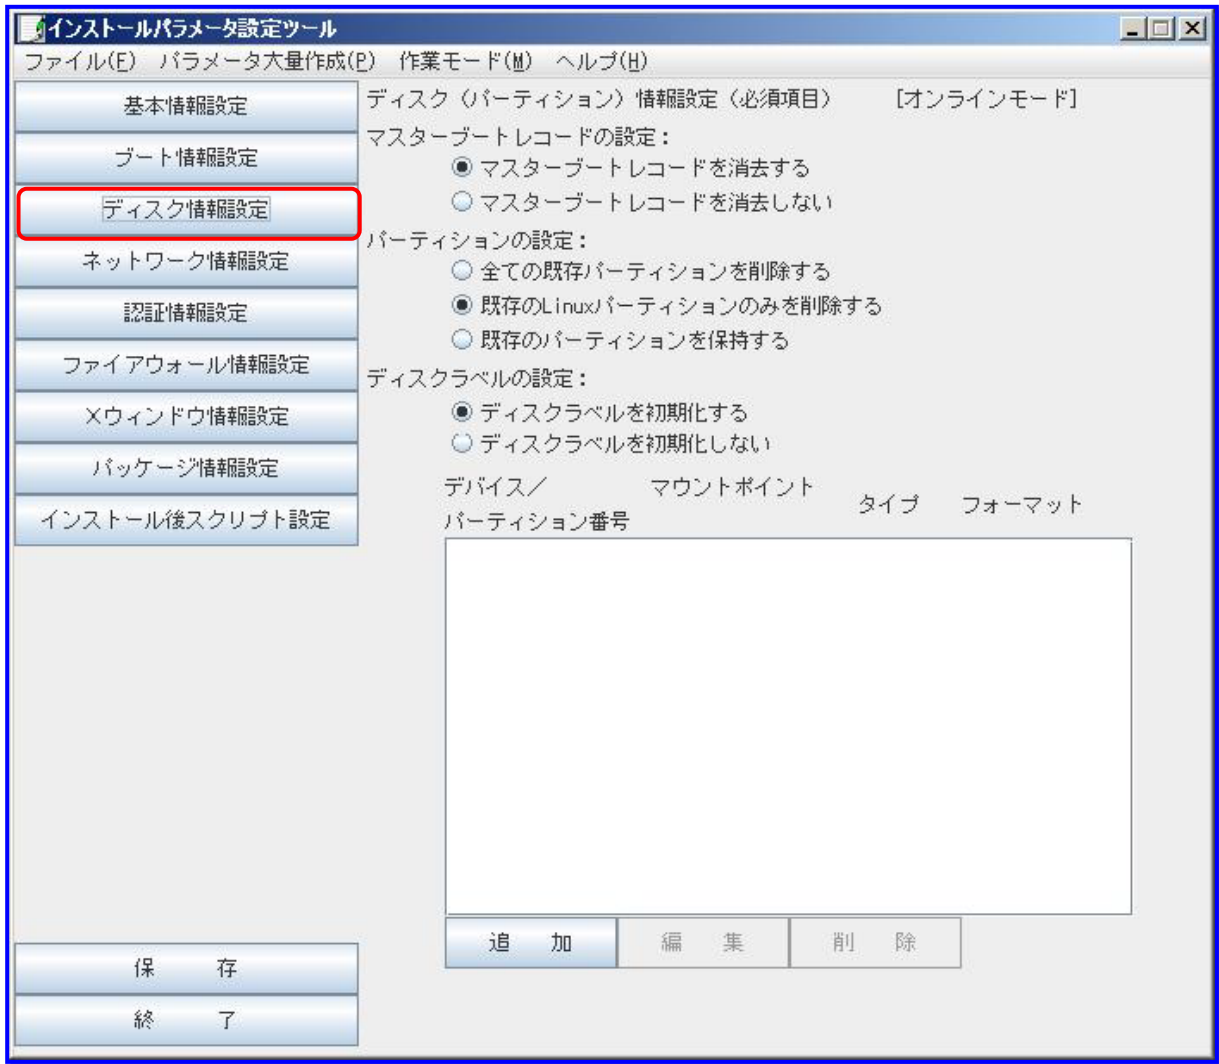 インストールパラメータ設定ツール
ファイル(F) パラメータ大量作成(P) 作業モード(M) ヘルプ(H)
基本情報設定
ブート情報設定
ディスク情報設定
ネットワーク情報設定
認証情報設定
ファイアウォール情報設定
Xウィンドウ情報設定
パッケージ情報設定
インストール後スクリプト設定
保 存
終 了
ディスク（パーティション）情報設定（必須項目） [オンラインモード]
マスターブートレコードの設定：
マスターブートレコードを消去する
マスターブートレコードを消去しない
パーティションの設定：
全ての既存パーティションを削除する
既存のLinuxパーティションのみを削除する
既存のパーティションを保持する
ディスクラベルの設定：
ディスクラベルを初期化する
ディスクラベルを初期化しない
デバイス／ マウントポイント
パーティション番号 タイプ フォーマット
追 加 編 集 削 除